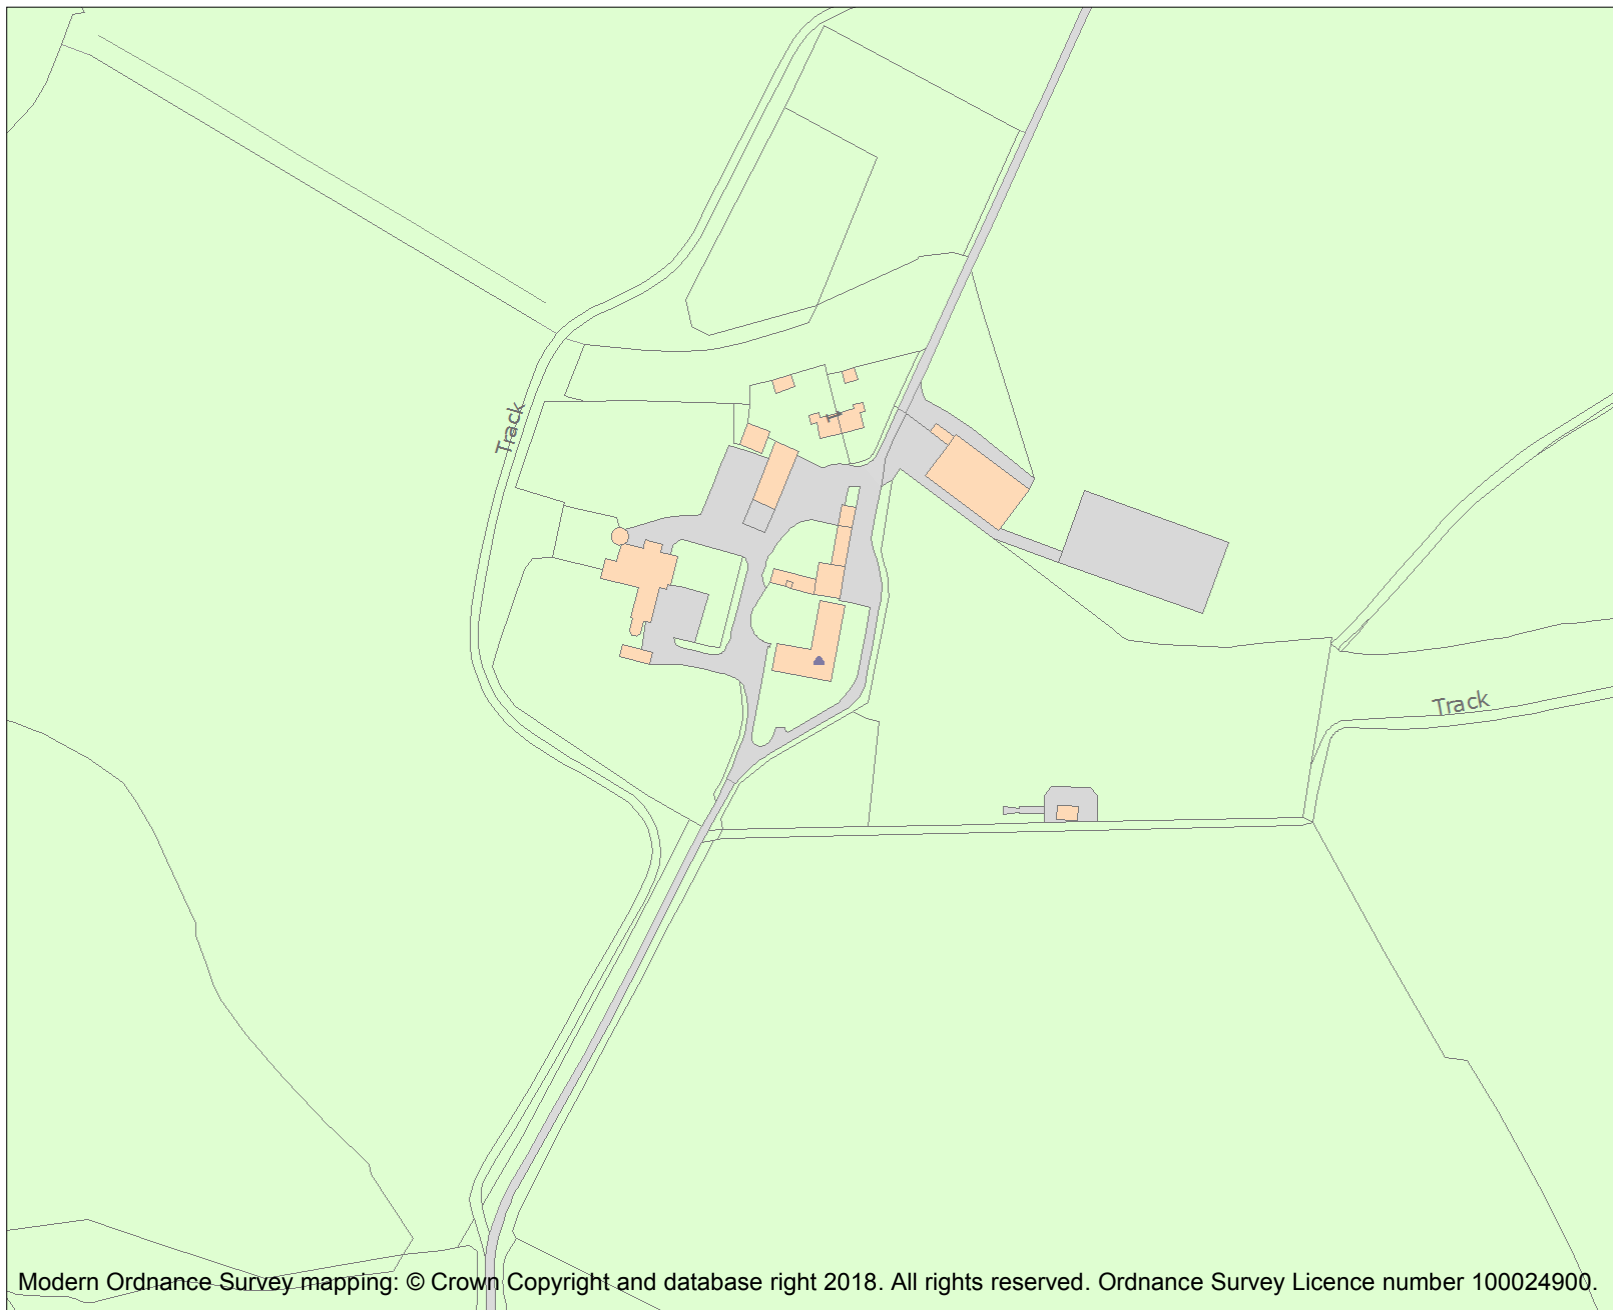 1
Track
Track
Modern Ordnance Survey mapping: © Crown Copyright and database right 2018. All rights reserved. Ordnance Survey Licence number 100024900.